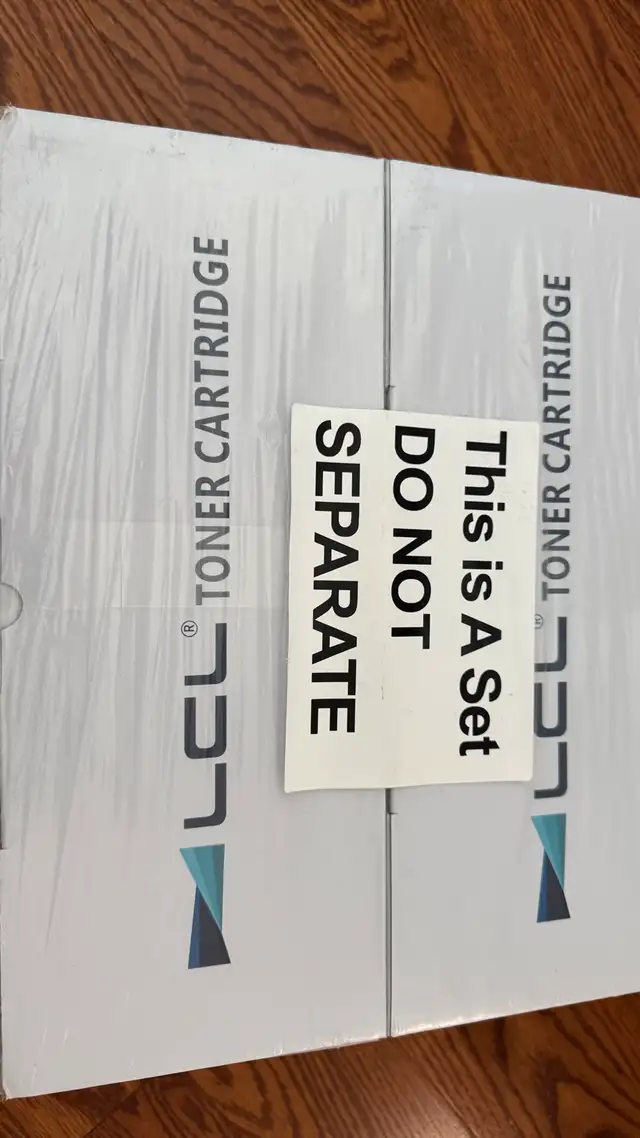 This is A Set
DO NOT
SEPARATE
LCL® TONER CARTRIDGE
LCL® TONER CARTRIDGE